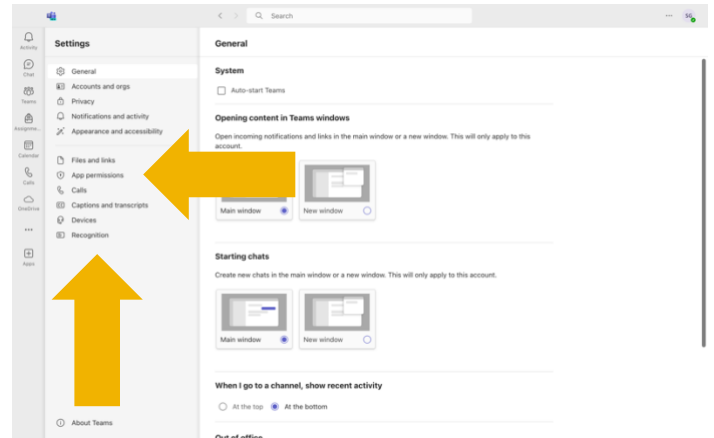 Search
...
SG
Activity
Chat
Teams
Assignme...
Calendar
Calls
OneDrive
...
Apps
Settings
General
Accounts and orgs
Privacy
Notifications and activity
Appearance and accessibility
Files and links
App permissions
Calls
Captions and transcripts
Devices
Recognition
About Teams
General
System
Auto-start Teams
Opening content in Teams windows
Open incoming notifications and links in the main window or a new window. This will only apply to this
account.
Main window
New window
Starting chats
Create new chats in the main window or a new window. This will only apply to this account.
Main window
New window
When I go to a channel, show recent activity
At the top
At the bottom
Out of office